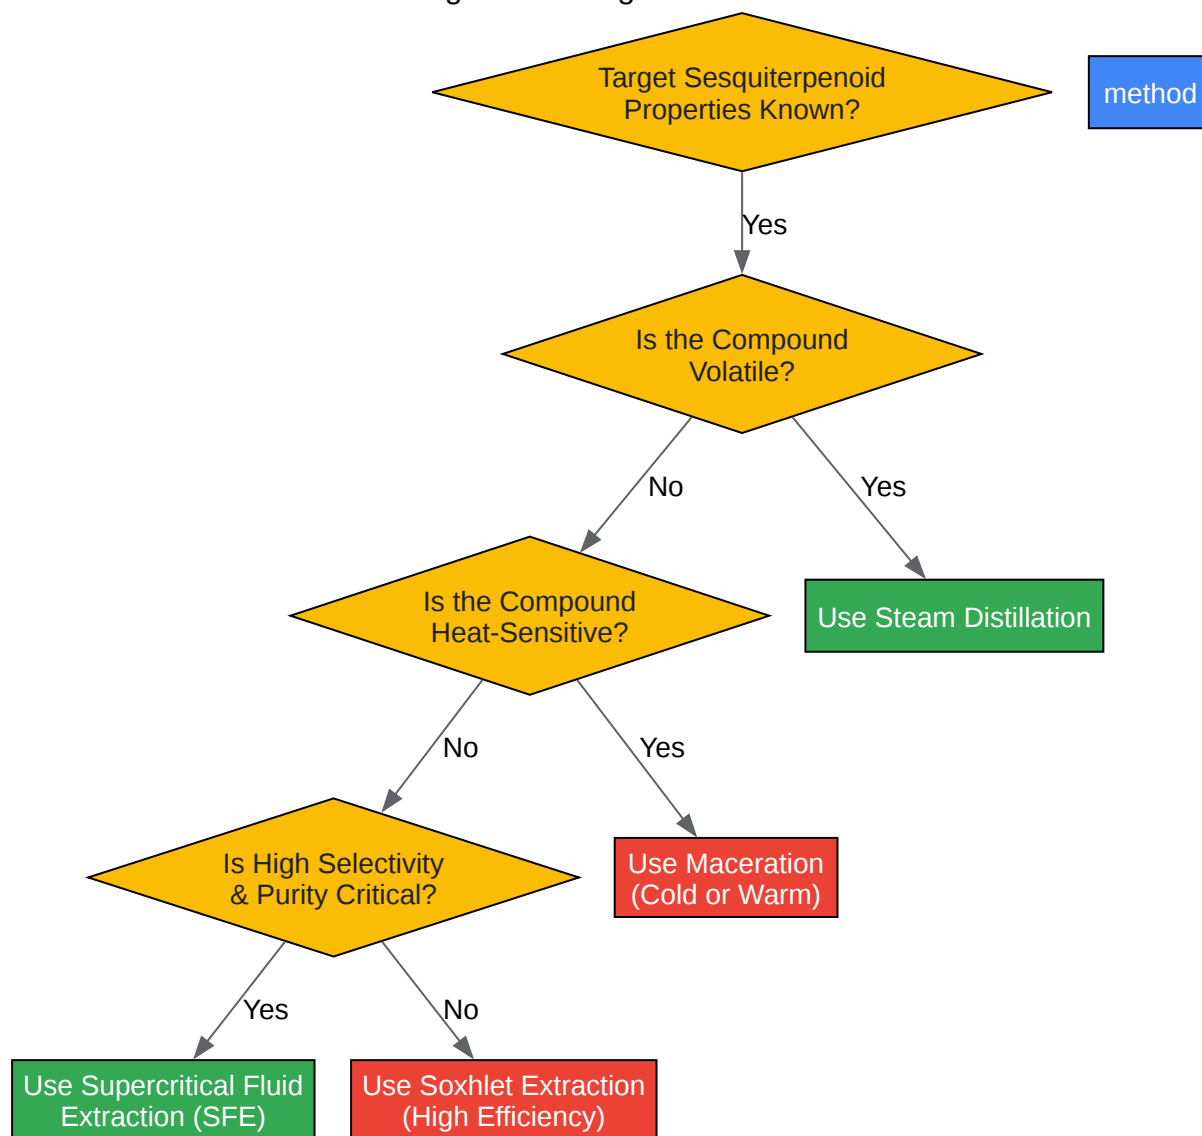 Target Sesquiterpenoid
Properties Known?
method
Yes
Is the Compound
Volatile?
No
Yes
Is the Compound
Heat-Sensitive?
Use Steam Distillation
No
Yes
Is High Selectivity
& Purity Critical?
Use Maceration
(Cold or Warm)
Yes
No
Use Supercritical Fluid
Extraction (SFE)
Use Soxhlet Extraction
(High Efficiency)